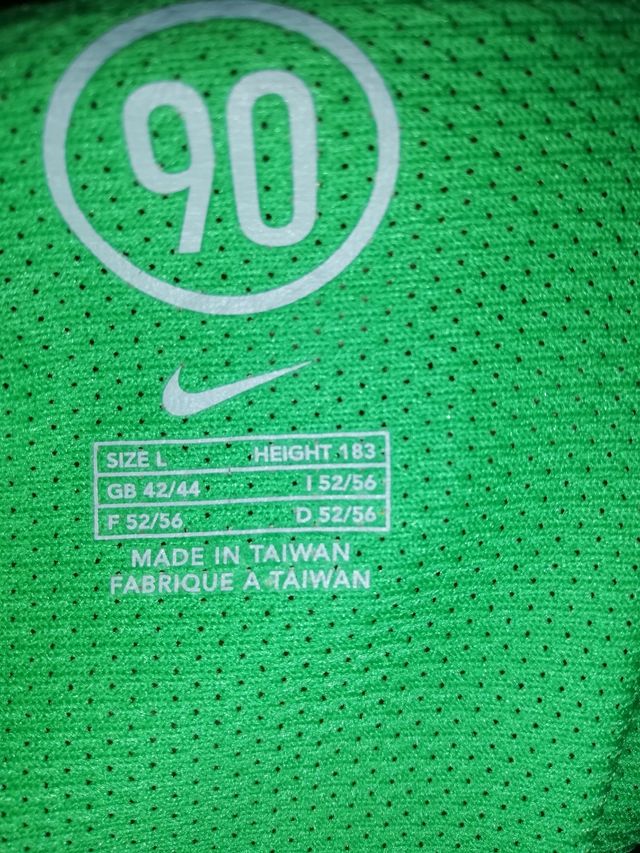 90
SIZE L HEIGHT 183
GB 42/44 I 52/56
F 52/56 D 52/56
MADE IN TAIWAN
FABRIQUE A TAIWAN